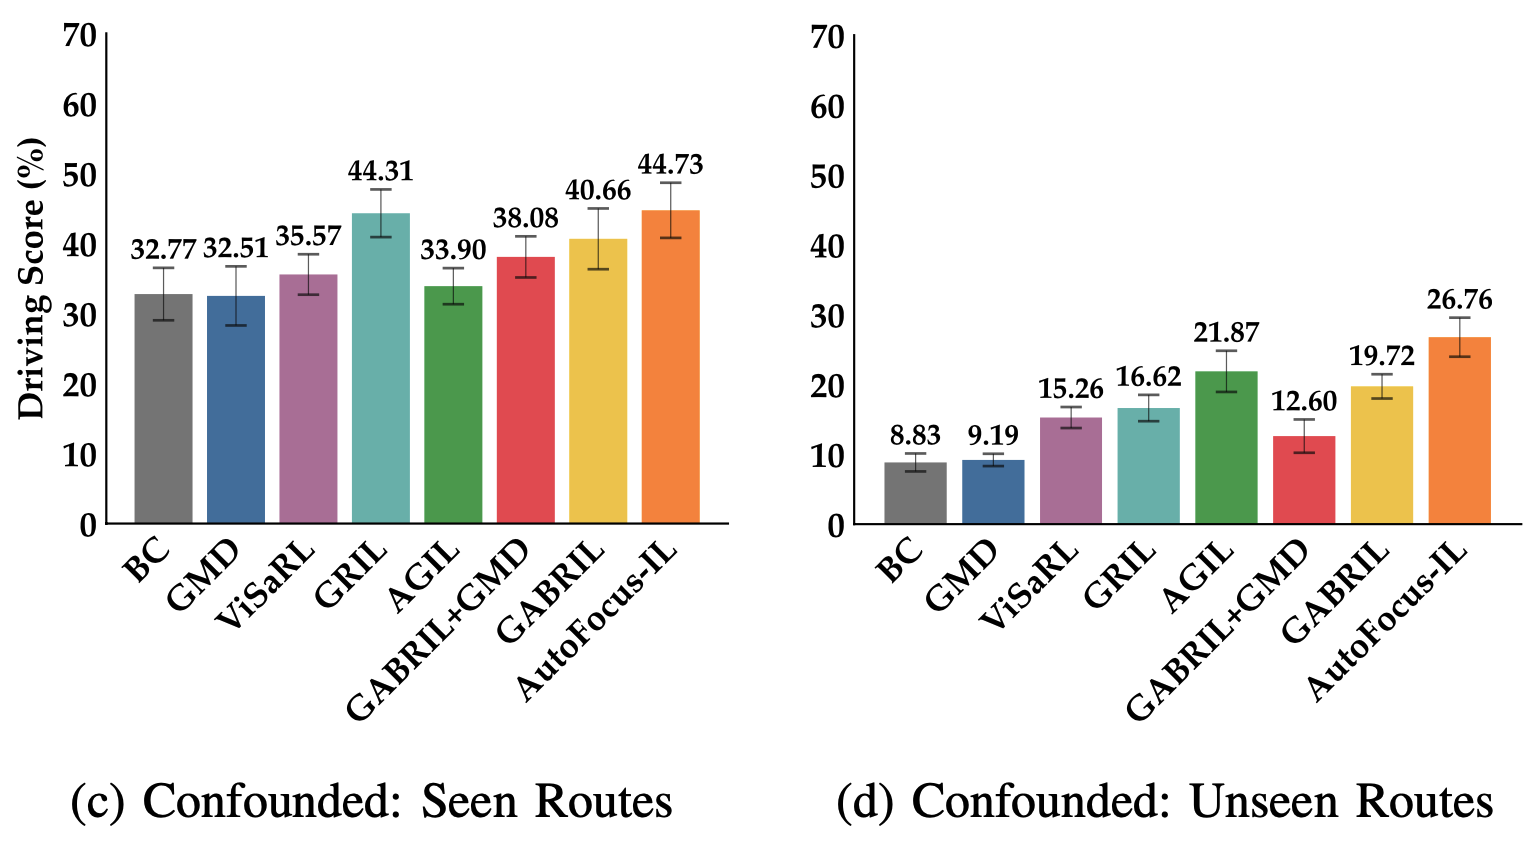 70
60
50
40
30
20
10
0
Driving Score (%)
32.77
32.51
35.57
44.31
33.90
38.08
40.66
44.73
BC
GMD
ViSaRL
GRIL
AGIL
GABRIL+GMD
GABRIL
AutoFocus-IL
(c) Confounded: Seen Routes
70
60
50
40
30
20
10
0
8.83
9.19
15.26
16.62
21.87
12.60
19.72
26.76
BC
GMD
ViSaRL
GRIL
AGIL
GABRIL+GMD
GABRIL
AutoFocus-IL
(d) Confounded: Unseen Routes